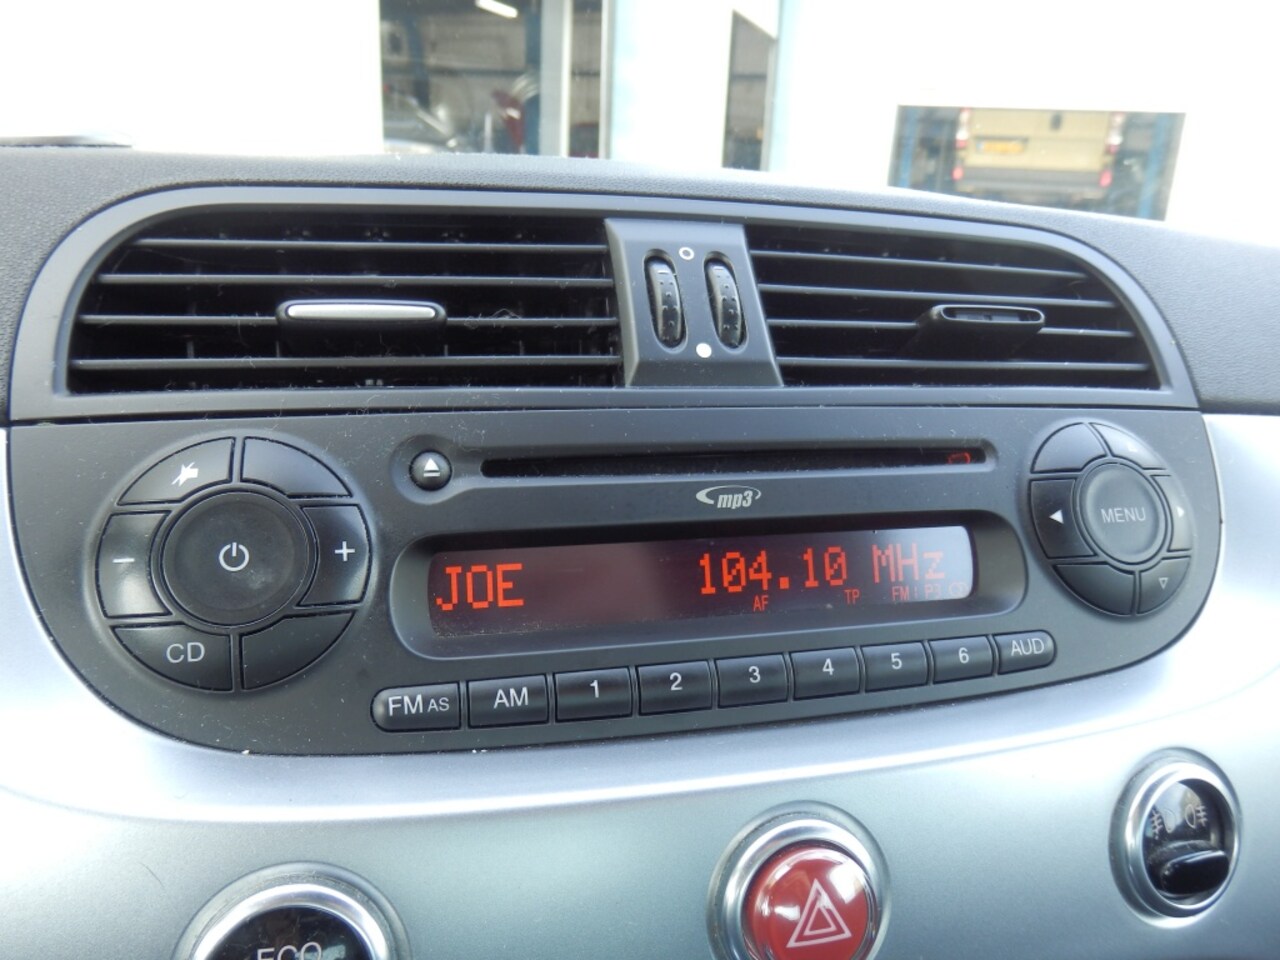 mp3
MENU
JOE 104.10 MHz
AF TP FM
CD
FM AS AM 1 2 3 4 5 6 AUD
ECO